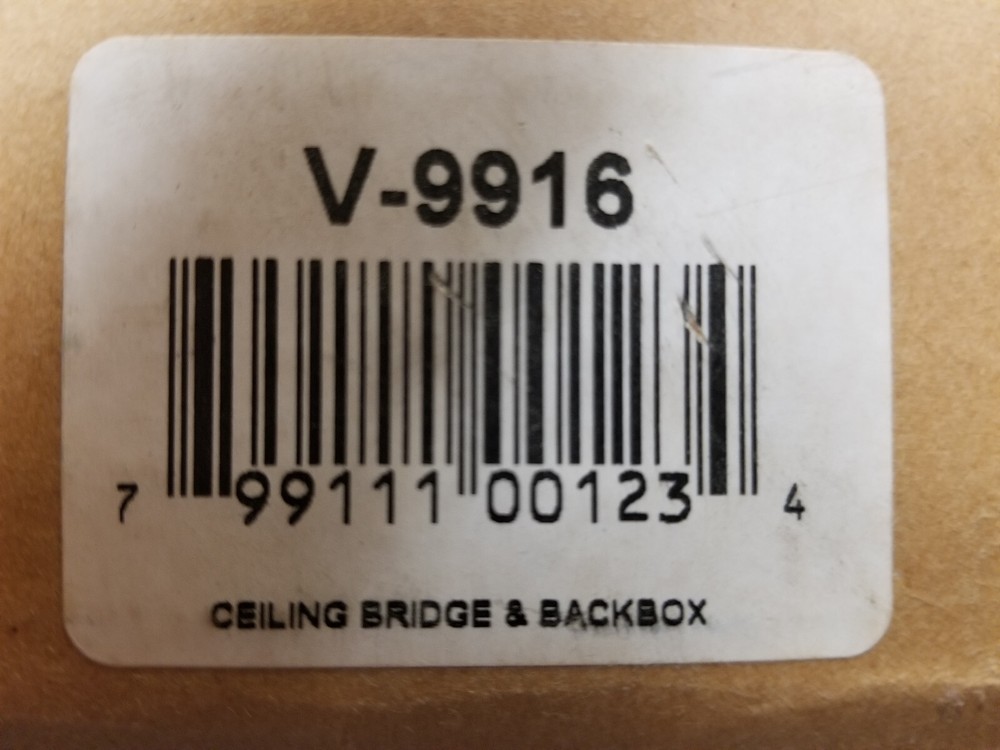 V-9916
7 99111 00123 4
CEILING BRIDGE & BACKBOX